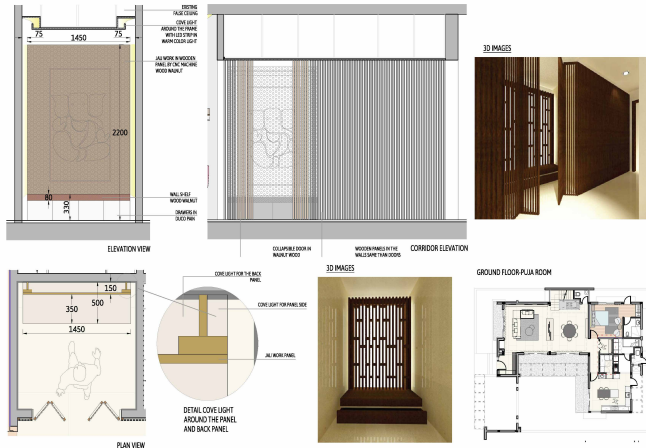 EXISTING
FALSE CEILING
COVE LIGHT
AROUND THE FRAME
WITH LED STRIP IN
WARM COLOR LIGHT
75
75
1450
JALI WORK IN WOODEN
PANEL BY CNC MACHINE
WOOD WALNUT
2200
WALL SHELF
WOOD WALNUT
80
330
DRAWERS IN
DUCO PAIN
ELEVATION VIEW
COLLAPSIBLE DOOR IN
WALNUT WOOD
WOODEN PANELS IN THE
WALLS SAME THAN DOORS
CORRIDOR ELEVATION
3D IMAGES
150
500
350
1450
PLAN VIEW
COVE LIGHT FOR THE BACK
PANEL
COVE LIGHT FOR PANEL SIDE
JALI WORK PANEL
DETAIL COVE LIGHT
AROUND THE PANEL
AND BACK PANEL
3D IMAGES
GROUND FLOOR-PUJA ROOM